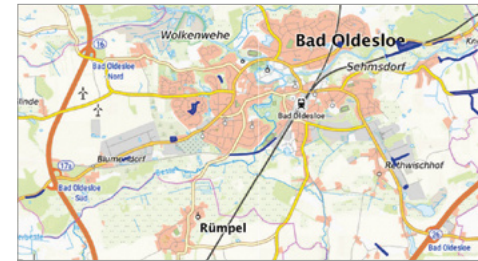 Wolkenwehe
Bad Oldesloe
16
Bad Oldesloe
Nord
Sehmsdorf
Bad Oldesloe
Blumendorf
17a
Rethwischhof
Bad Oldesloe
Süd
Rümpel
Bad Oldesloe